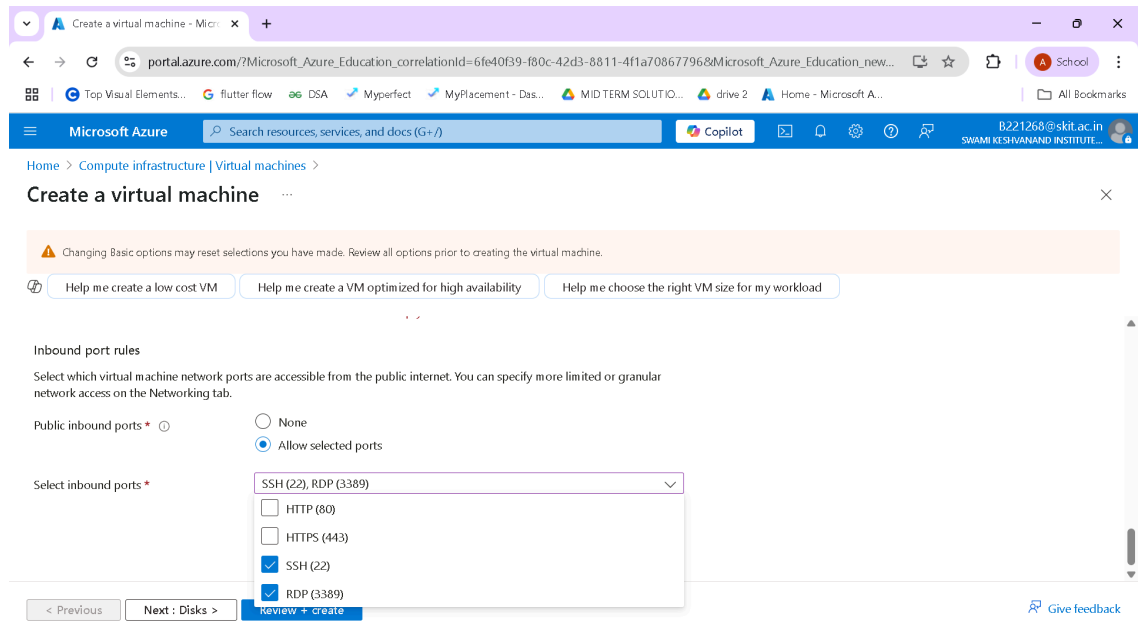 Create a virtual machine - Micro
portal.azure.com/?Microsoft_Azure_Education_correlationId=6fe40f39-f80c-42d3-8811-4f1a70867796&Microsoft_Azure_Education_new...
A School
Top Visual Elements... flutter flow DSA Myperfect MyPlacement - Das... MID TERM SOLUTIO... drive 2 Home - Microsoft A... All Bookmarks
Microsoft Azure Search resources, services, and docs (G+/) Copilot B221268@skit.ac.in
SWAMI KESHVANAND INSTITUTE...
Home > Compute infrastructure | Virtual machines >
Create a virtual machine ...
Changing Basic options may reset selections you have made. Review all options prior to creating the virtual machine.
Help me create a low cost VM Help me create a VM optimized for high availability Help me choose the right VM size for my workload
Inbound port rules
Select which virtual machine network ports are accessible from the public internet. You can specify more limited or granular
network access on the Networking tab.
Public inbound ports * None
Allow selected ports
Select inbound ports * SSH (22), RDP (3389)
HTTP (80)
HTTPS (443)
SSH (22)
RDP (3389)
< Previous Next : Disks > Review + create Give feedback